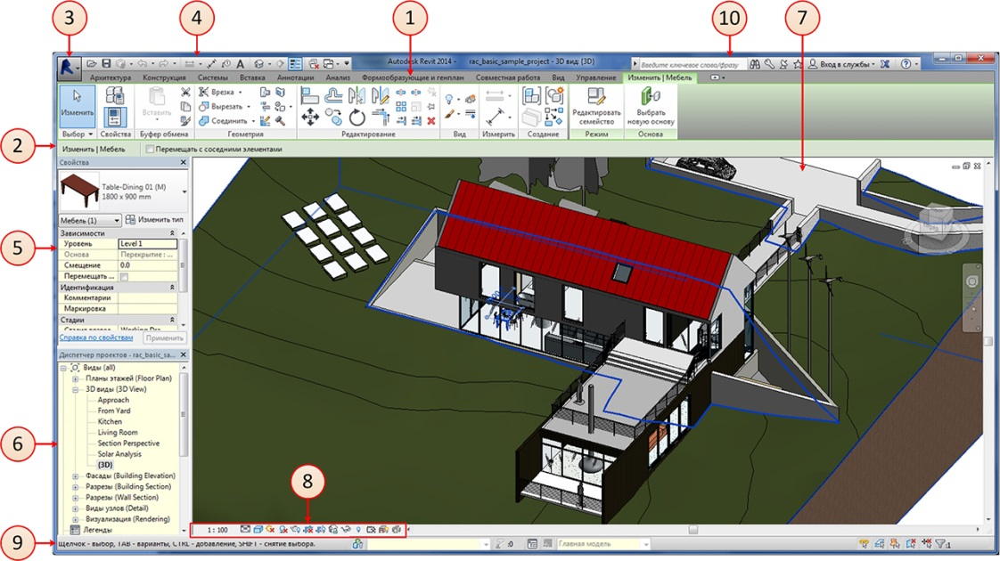 3
4
1
10
7
Autodesk Revit 2014 - rac_basic_sample_project - 3D вид: {3D}
Введите ключевое слово/фразу
Вход в службы
Архитектура Конструкция Системы Вставка Аннотации Анализ Формообразующие и генплан Совместная работа Вид Управление Изменить | Мебель
Изменить
Вставить
Врезка
Вырезать
Соединить
Редактировать семейство
Выбрать новую основу
Выбор Свойства Буфер обмена Геометрия Редактирование Вид Измерить Создание Режим Основа
2
Изменить | Мебель Перемещать с соседними элементами
Свойства
Table-Dining 01 (M)
1800 x 900 mm
Мебель (1) Изменить тип
Зависимости
5
Уровень Level 1
Основа Перекрытие : ...
Смещение 0.0
Перемещать ...
Идентификация
Комментарии
Маркировка
Стадии
Справка по свойствам Применить
Диспетчер проектов - rac_basic_sa...
Виды (all)
Планы этажей (Floor Plan)
3D виды (3D View)
Approach
From Yard
Kitchen
Living Room
6
Section Perspective
Solar Analysis
{3D}
Фасады (Building Elevation)
Разрезы (Building Section)
Разрезы (Wall Section)
Виды узлов (Detail)
Визуализация (Rendering)
Легенды
8
1 : 100
9
Щелчок - выбор, TAB - варианты, CTRL - добавление, SHIFT - снятие выбора.
:0
Главная модель
:1